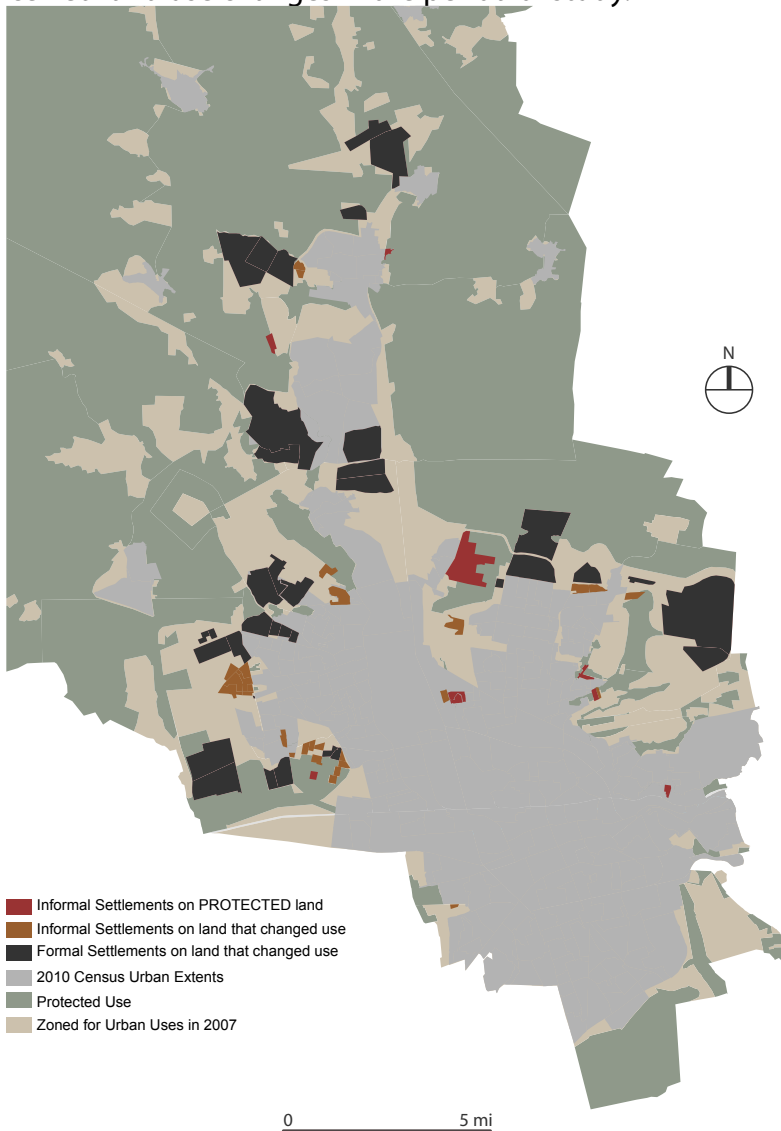 N
Informal Settlements on PROTECTED land
Informal Settlements on land that changed use
Formal Settlements on land that changed use
2010 Census Urban Extents
Protected Use
Zoned for Urban Uses in 2007
0 5 mi